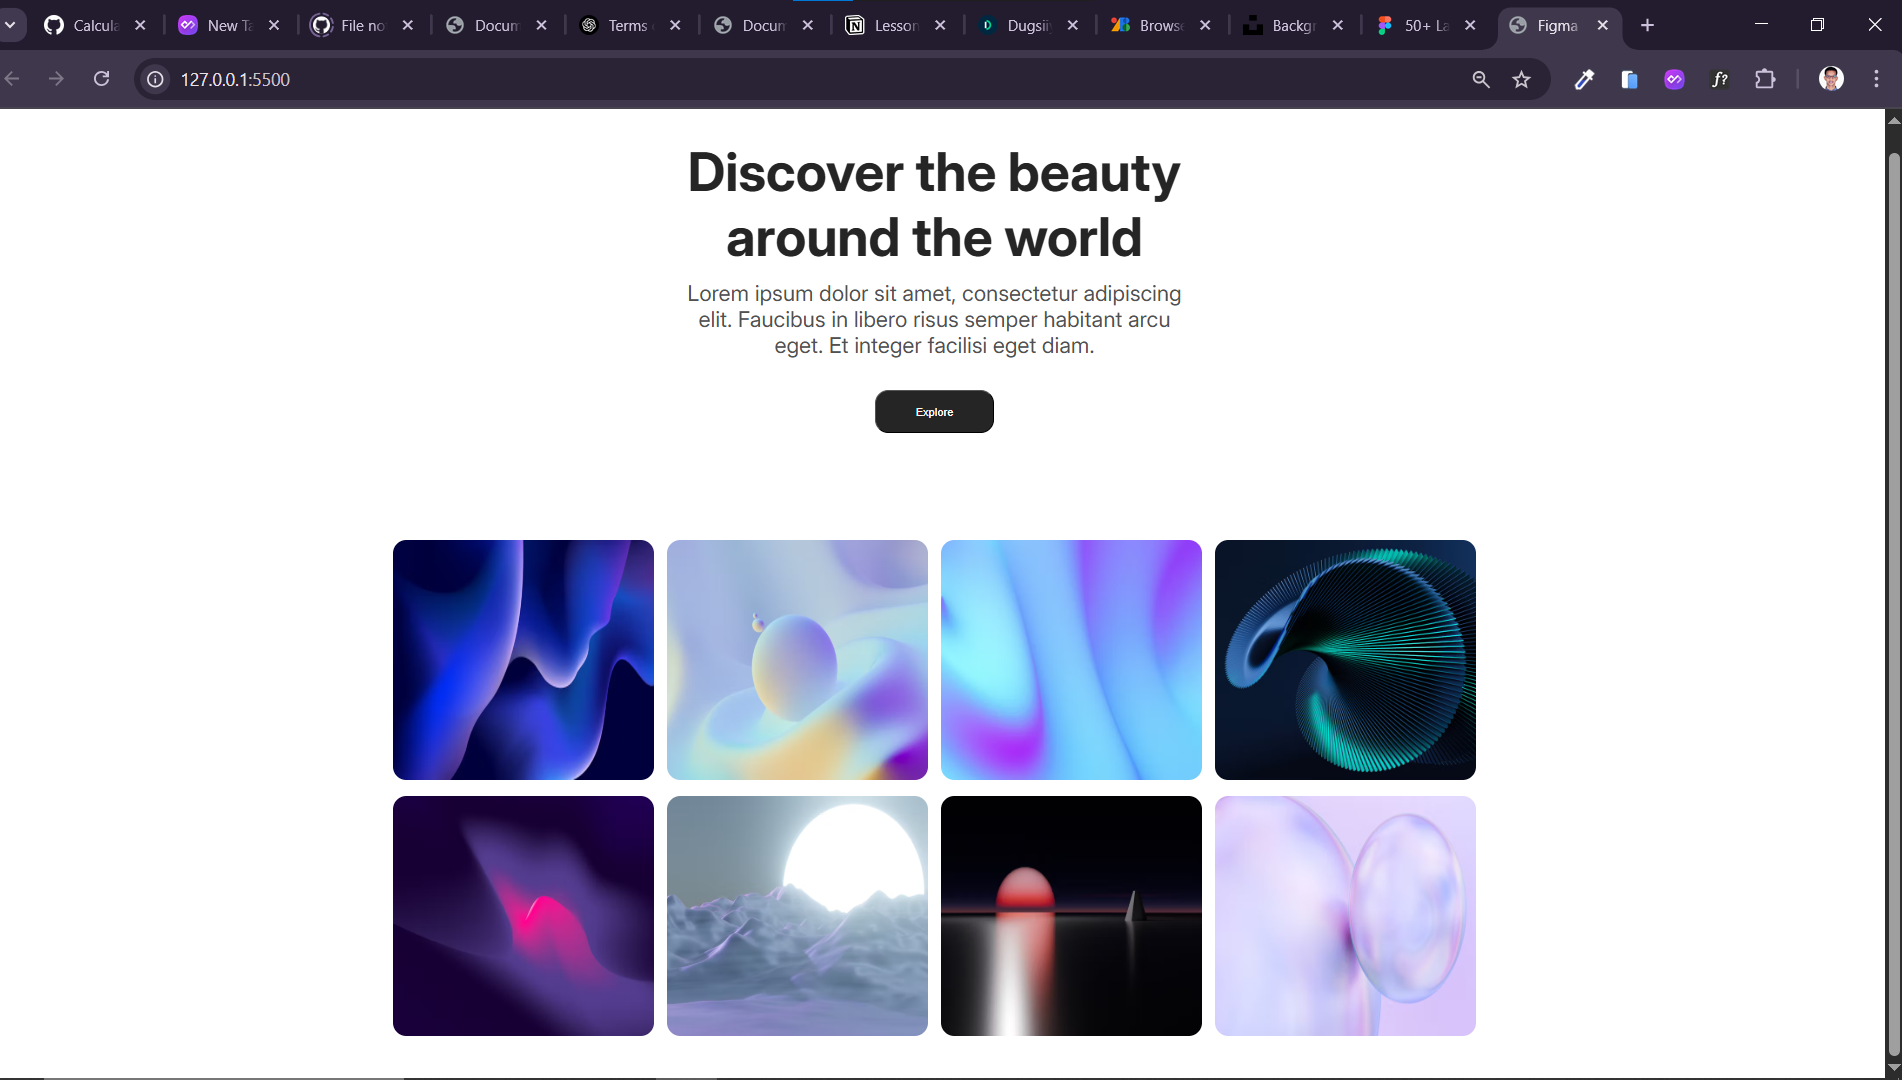 Calcula
New Ta
File no
Docum
Terms
Docum
Lesson
Dugsii
Browse
Backgr
50+ La
Figma
127.0.0.1:5500
f?
Discover the beauty
around the world
Lorem ipsum dolor sit amet, consectetur adipiscing
elit. Faucibus in libero risus semper habitant arcu
eget. Et integer facilisi eget diam.
Explore